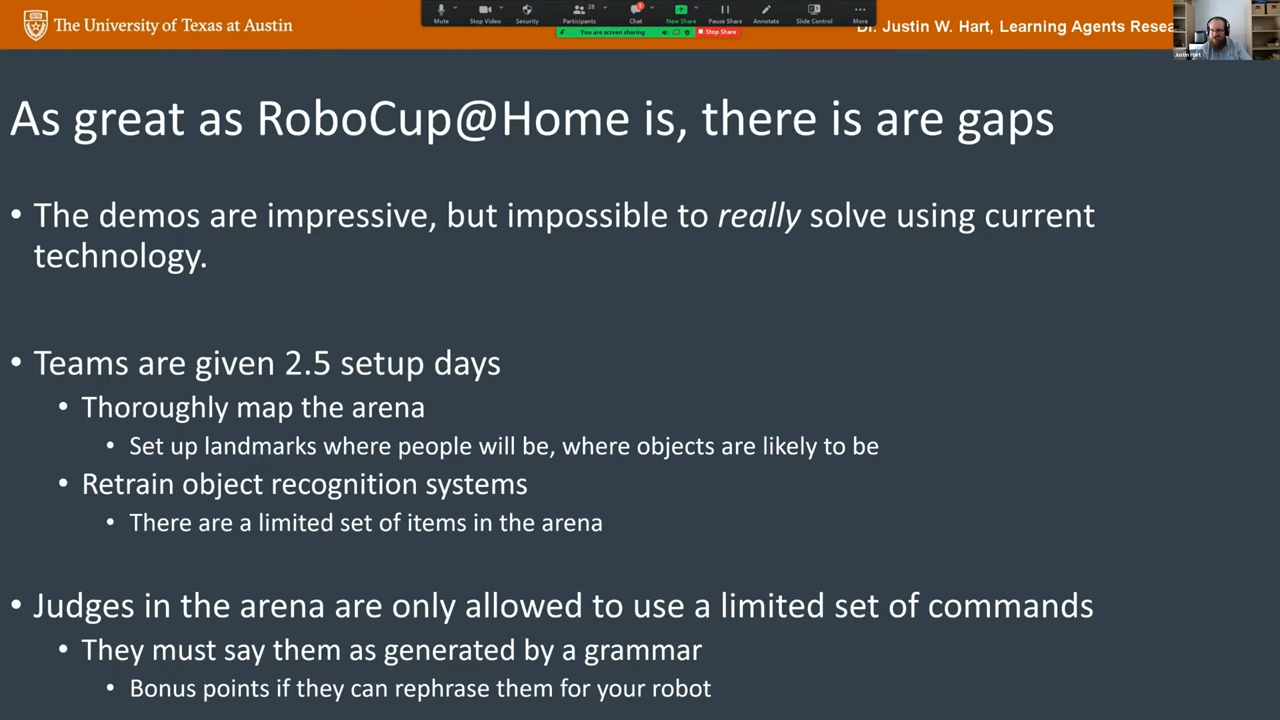 The University of Texas at Austin
Mute
Stop Video
Security
28
Participants
1
Chat
New Share
Pause Share
Annotate
Slide Control
More
You are screen sharing
Stop Share
Dr. Justin W. Hart, Learning Agents Resea
Justin Hart
As great as RoboCup@Home is, there is are gaps
• The demos are impressive, but impossible to really solve using current
technology.
• Teams are given 2.5 setup days
• Thoroughly map the arena
• Set up landmarks where people will be, where objects are likely to be
• Retrain object recognition systems
• There are a limited set of items in the arena
• Judges in the arena are only allowed to use a limited set of commands
• They must say them as generated by a grammar
• Bonus points if they can rephrase them for your robot